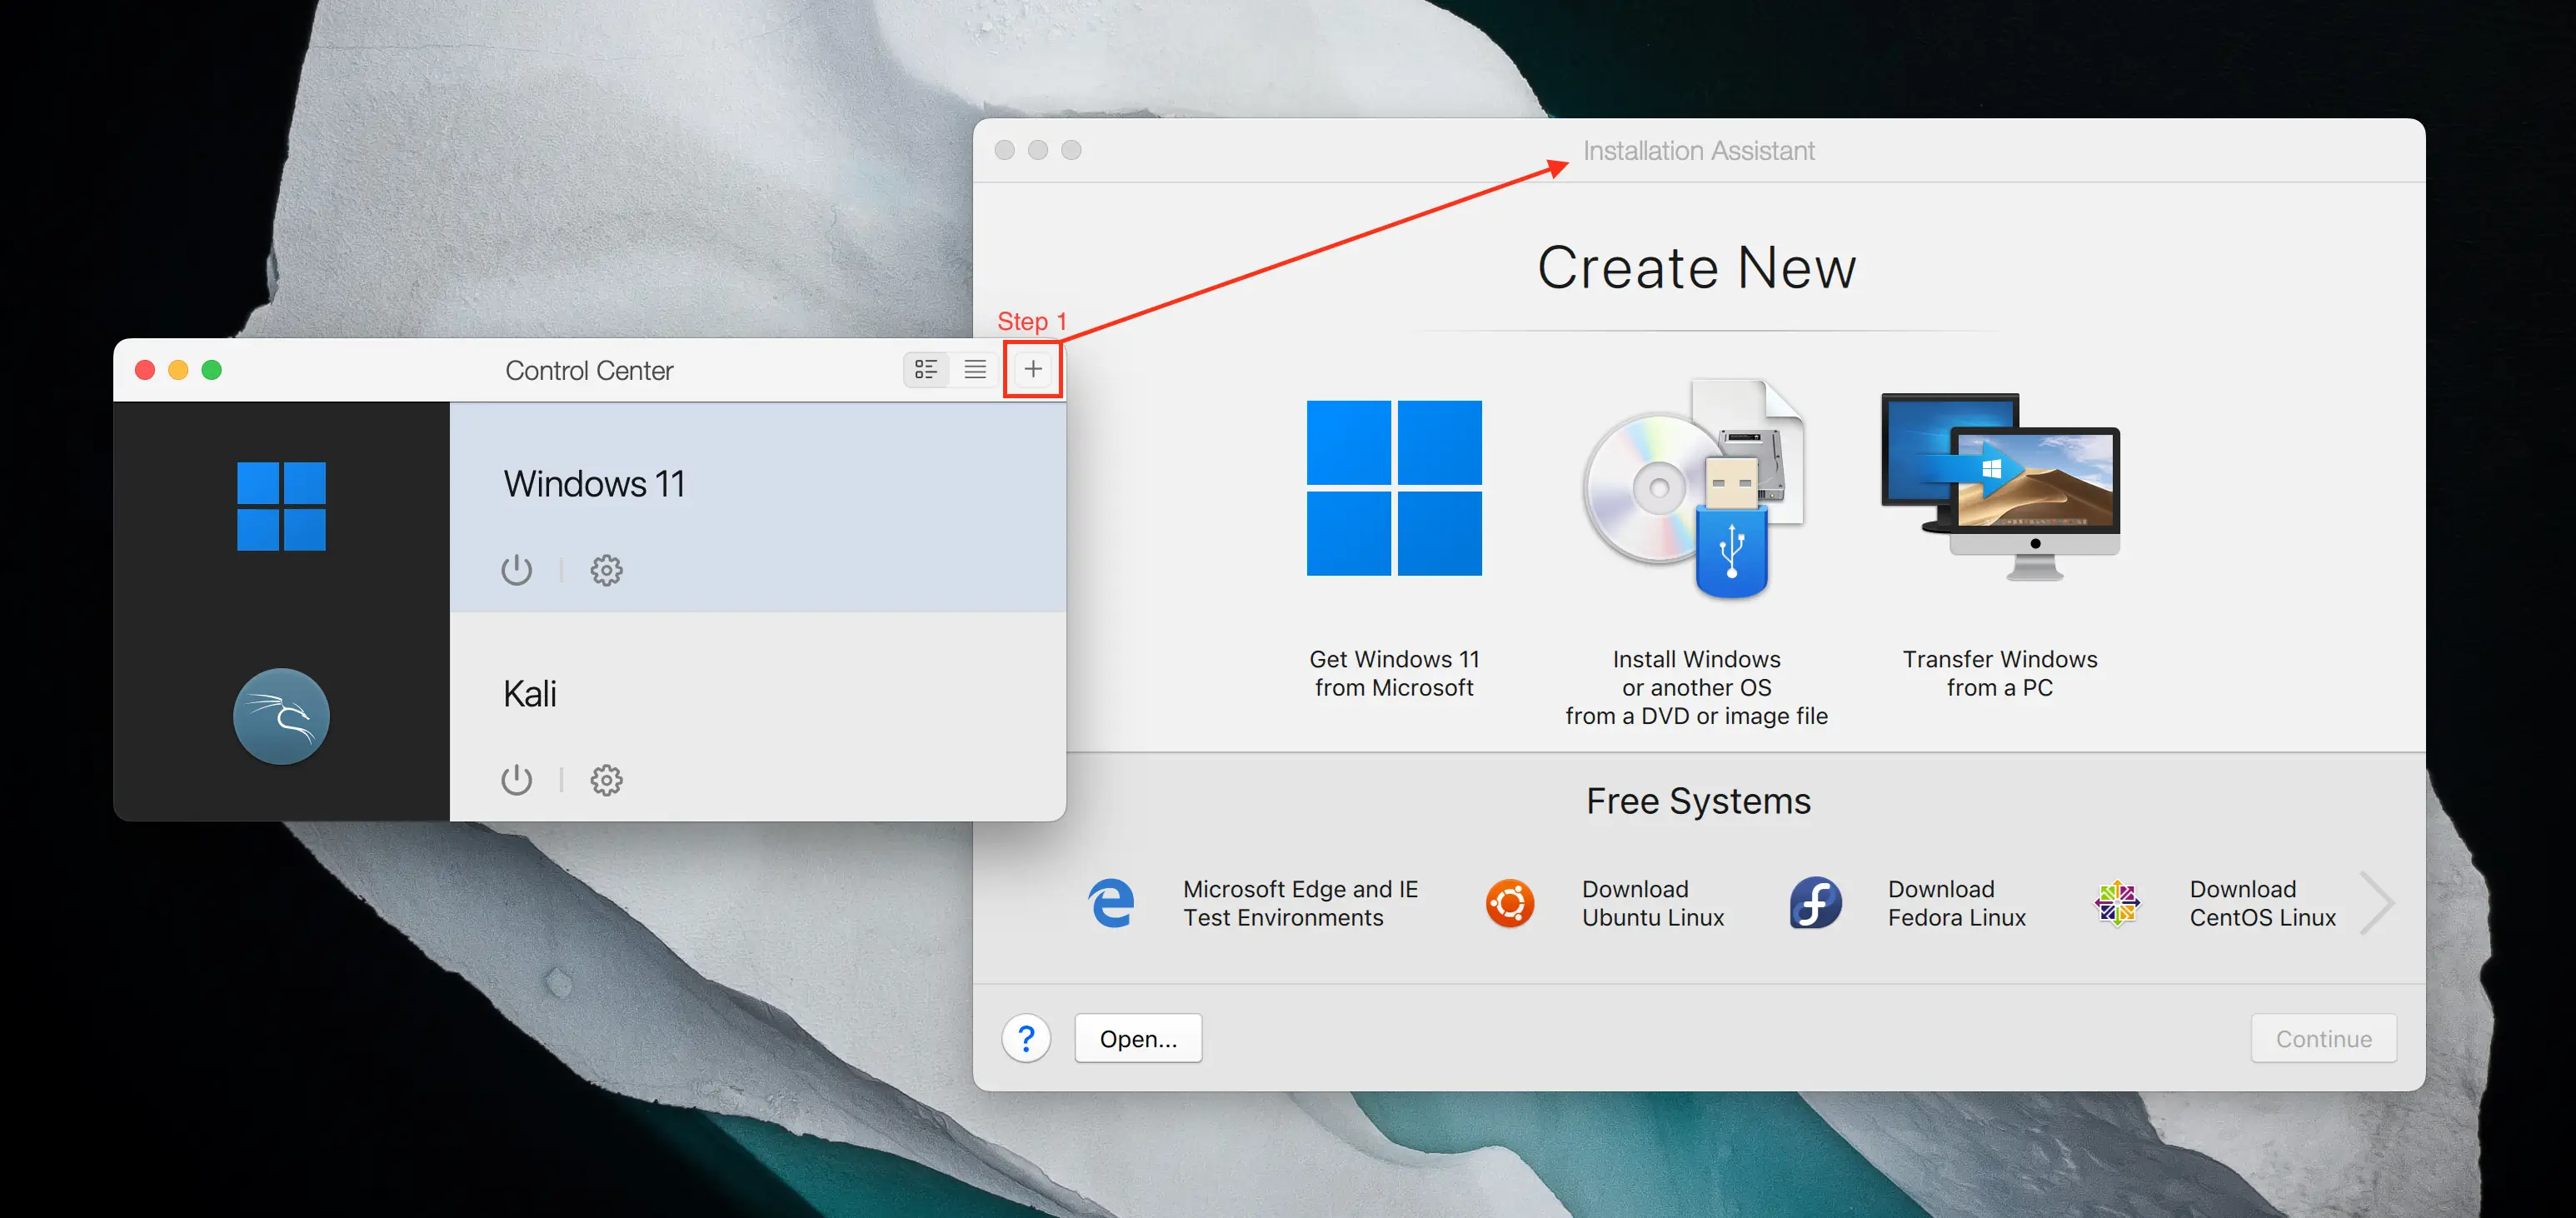 Installation Assistant
Create New
Step 1
Control Center
Windows 11
Kali
Get Windows 11
from Microsoft
Install Windows
or another OS
from a DVD or image file
Transfer Windows
from a PC
Free Systems
Microsoft Edge and IE
Test Environments
Download
Ubuntu Linux
Download
Fedora Linux
Download
CentOS Linux
?
Open...
Continue